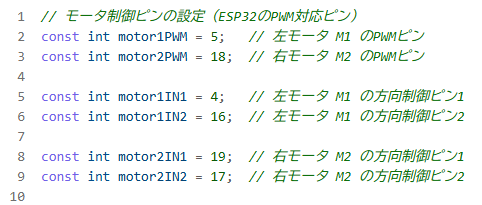 1 // モータ制御ピンの設定（ESP32のPWM対応ピン）
2 const int motor1PWM = 5;   // 左モータ M1 のPWMピン
3 const int motor2PWM = 18;  // 右モータ M2 のPWMピン
4
5 const int motor1IN1 = 4;   // 左モータ M1 の方向制御ピン1
6 const int motor1IN2 = 16;  // 左モータ M1 の方向制御ピン2
7
8 const int motor2IN1 = 19;  // 右モータ M2 の方向制御ピン1
9 const int motor2IN2 = 17;  // 右モータ M2 の方向制御ピン2
10